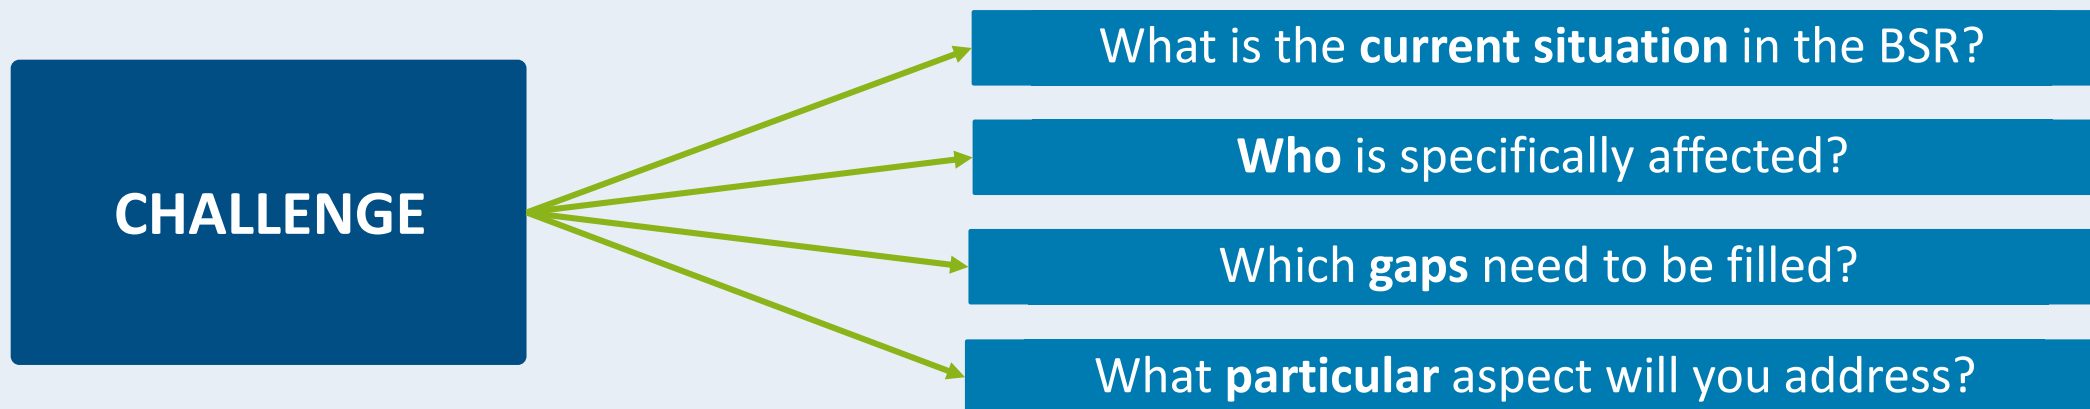 CHALLENGE
What is the current situation in the BSR?
Who is specifically affected?
Which gaps need to be filled?
What particular aspect will you address?